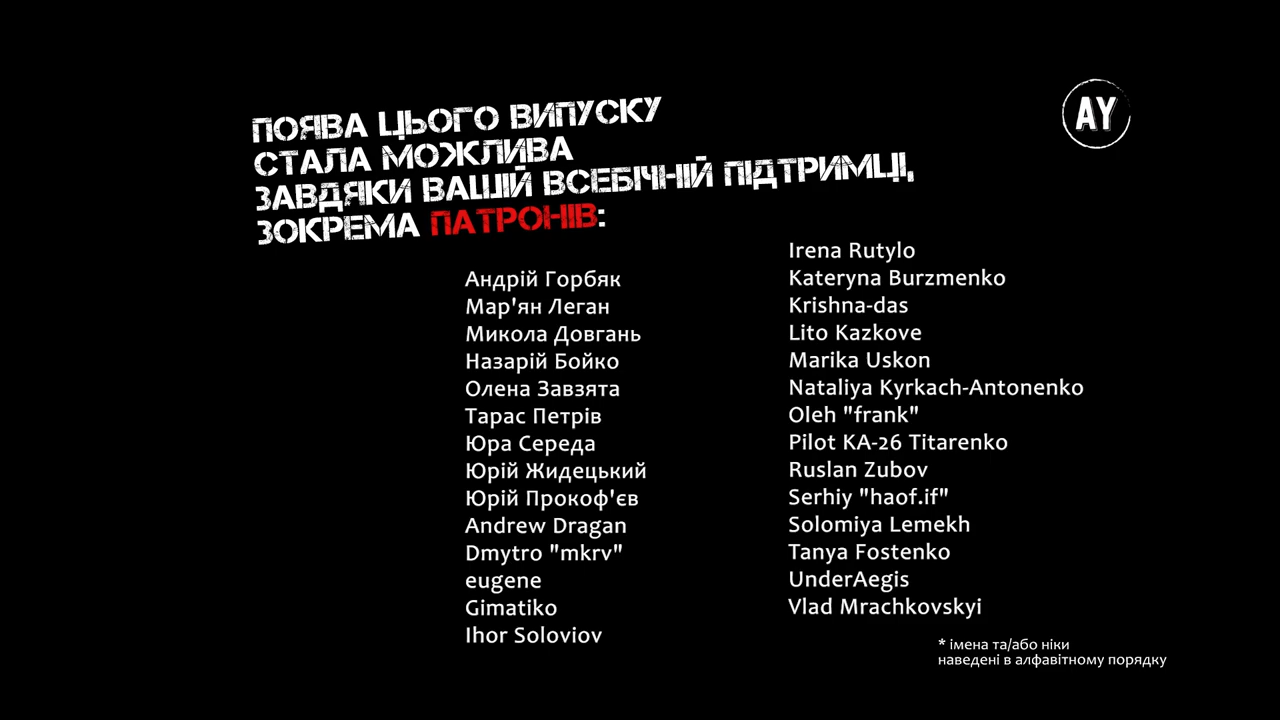 ПОЯВА ЦЬОГО ВИПУСКУ
СТАЛА МОЖЛИВА
ЗАВДЯКИ ВАШІЙ ВСЕБІЧНІЙ ПІДТРИМЦІ,
ЗОКРЕМА ПАТРОНІВ:
AY
Андрій Горбяк
Мар'ян Леган
Микола Довгань
Назарій Бойко
Олена Завзята
Тарас Петрів
Юра Середа
Юрій Жидецький
Юрій Прокоф'єв
Andrew Dragan
Dmytro "mkrv"
eugene
Gimatiko
Ihor Soloviov
Irena Rutylo
Kateryna Burzmenko
Krishna-das
Lito Kazkove
Marika Uskon
Nataliya Kyrkach-Antonenko
Oleh "frank"
Pilot KA-26 Titarenko
Ruslan Zubov
Serhiy "haof.if"
Solomiya Lemekh
Tanya Fostenko
UnderAegis
Vlad Mrachkovskyi
* імена та/або ніки
наведені в алфавітному порядку